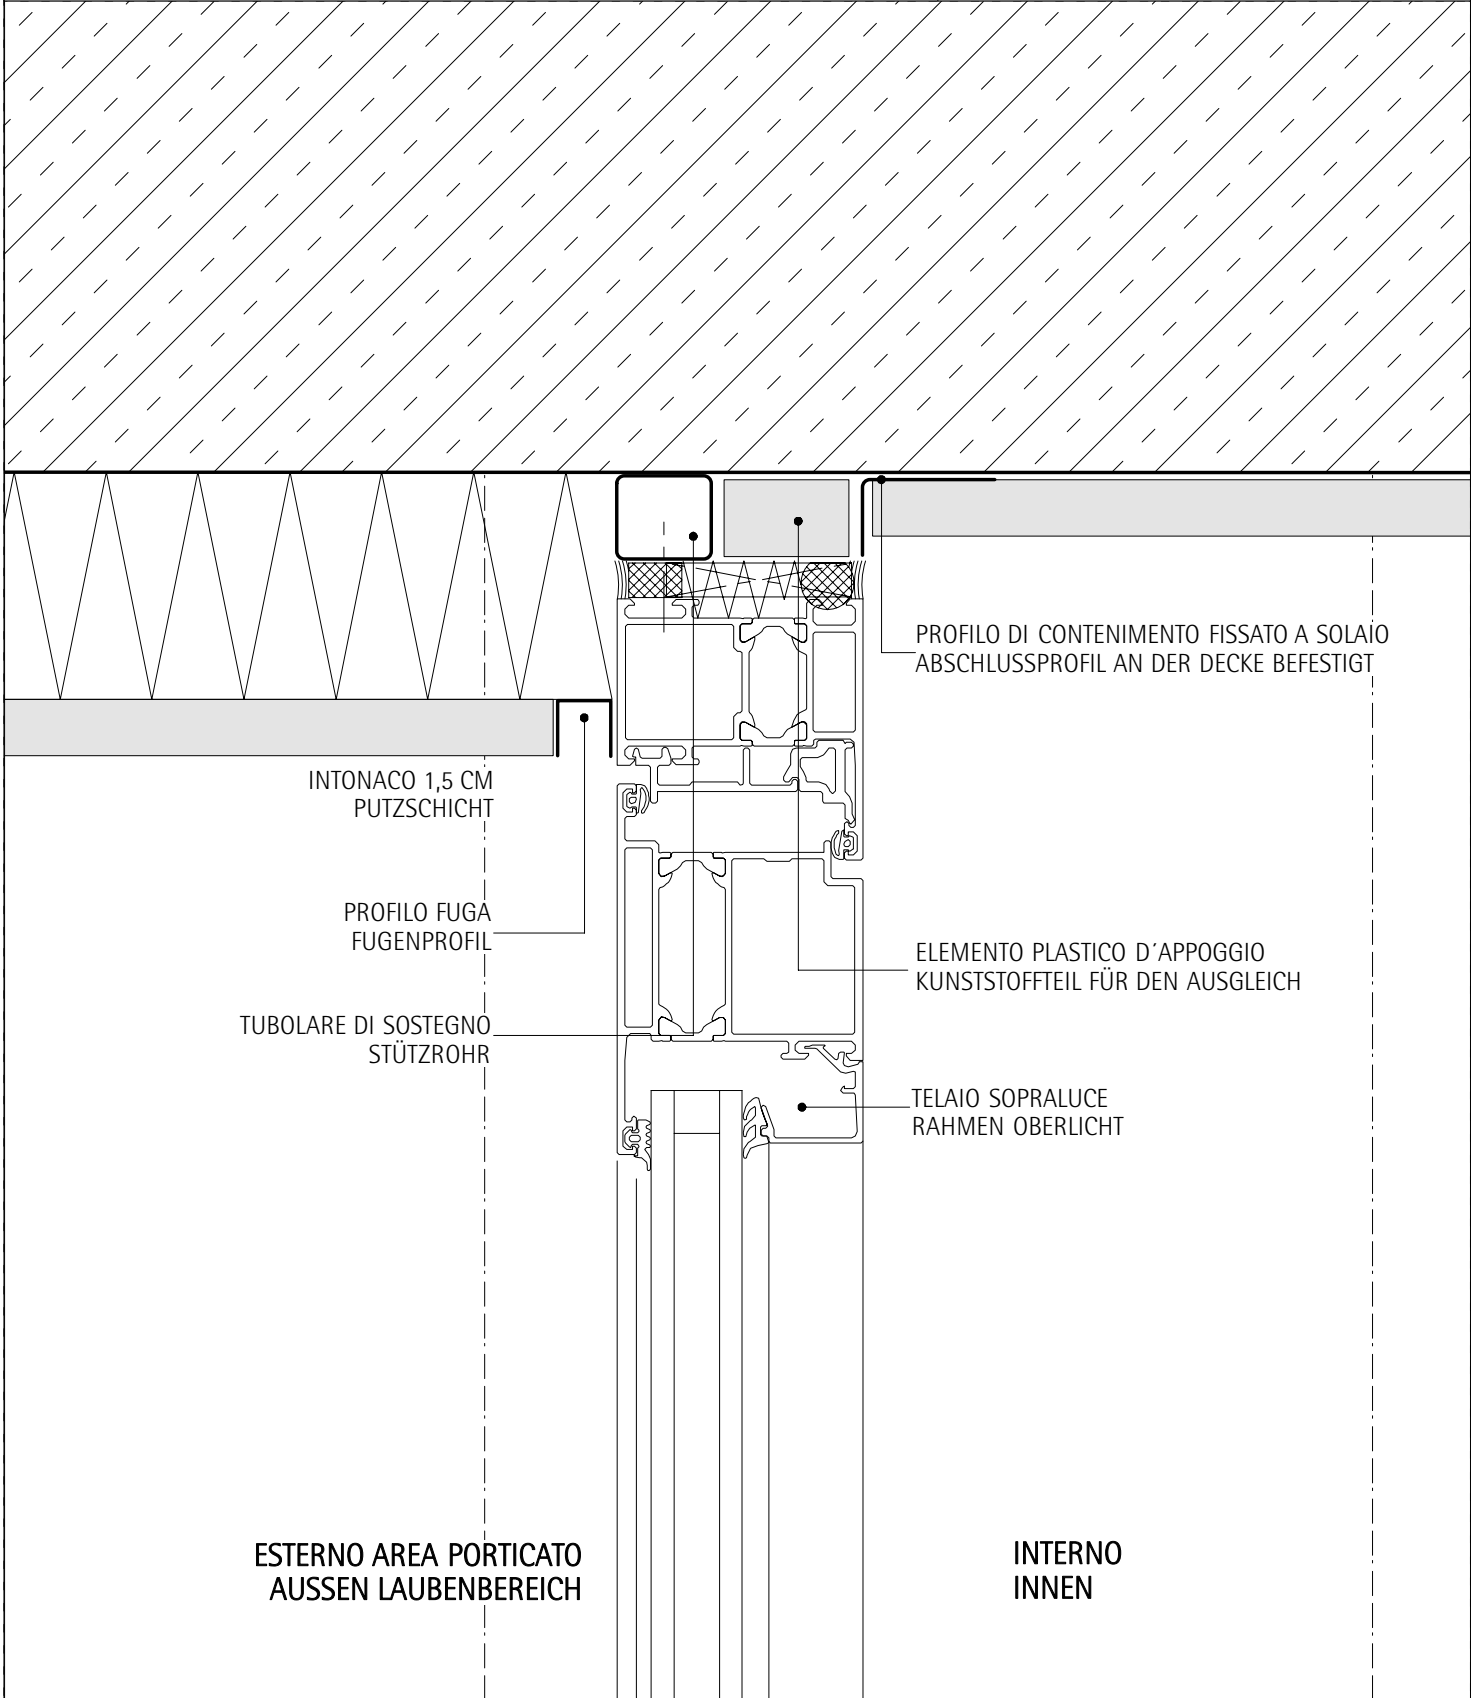 PROFILO DI CONTENIMENTO FISSATO A SOLAIO
ABSCHLUSSPROFIL AN DER DECKE BEFESTIGT
INTONACO 1,5 CM
PUTZSCHICHT
PROFILO FUGA
FUGENPROFIL
ELEMENTO PLASTICO D´APPOGGIO
KUNSTSTOFFTEIL FÜR DEN AUSGLEICH
TUBOLARE DI SOSTEGNO
STÜTZROHR
TELAIO SOPRALUCE
RAHMEN OBERLICHT
ESTERNO AREA PORTICATO
AUSSEN LAUBENBEREICH
INTERNO
INNEN